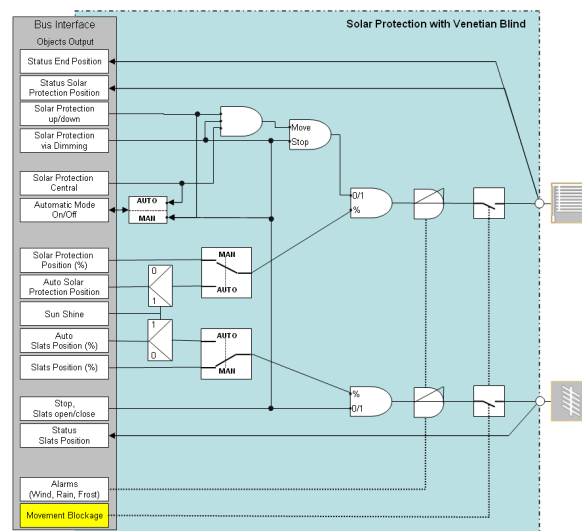 Bus Interface
Solar Protection with Venetian Blind
Objects Output
Status End Position
Status Solar
Protection Position
Solar Protection
up/down
Solar Protection
via Dimming
Move
Stop
Solar Protection
Central
Automatic Mode
On/Off
AUTO
MAN
0/1
%
Solar Protection
Position (%)
Auto Solar
Protection Position
Sun Shine
Auto
Slats Position (%)
Slats Position (%)
0
1
1
0
MAN
AUTO
AUTO
MAN
%
0/1
Stop,
Slats open/close
Status
Slats Position
Alarms
(Wind, Rain, Frost)
Movement Blockage